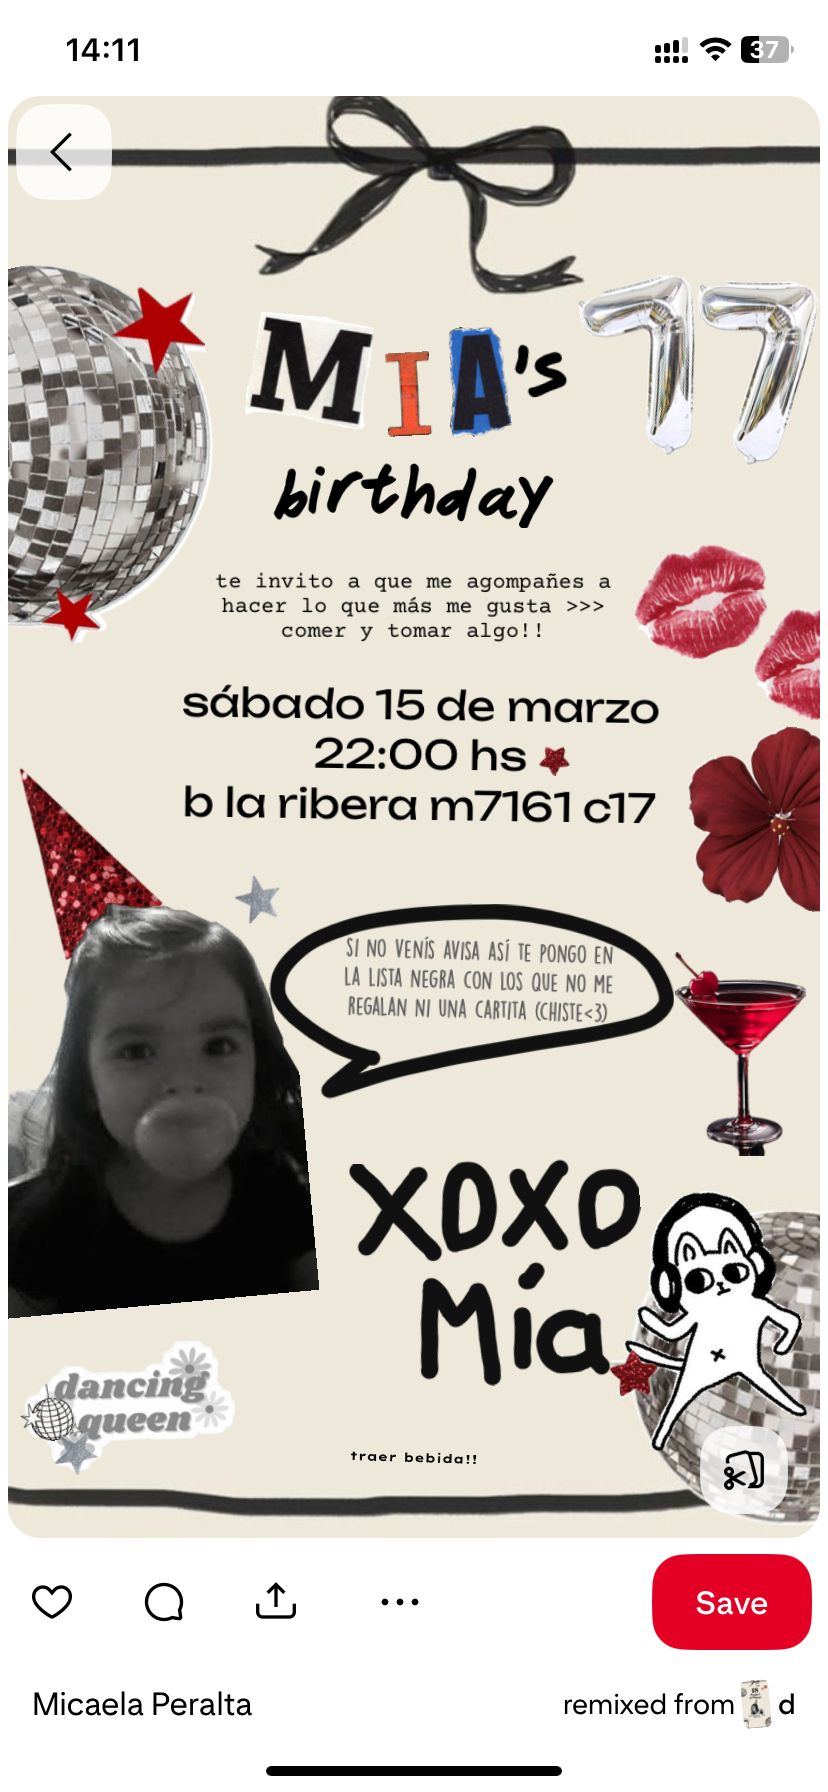 14:11
37
MIA's
77
birthday
te invito a que me agompañes a
hacer lo que más me gusta >>>
comer y tomar algo!!
sábado 15 de marzo
22:00 hs
b la ribera m7161 c17
SI NO VENÍS AVISA ASÍ TE PONGO EN
LA LISTA NEGRA CON LOS QUE NO ME
REGALAN NI UNA CARTITA (CHISTE<3)
XOXO
Mía
dancing
queen
traer bebida!!
Save
Micaela Peralta
remixed from d